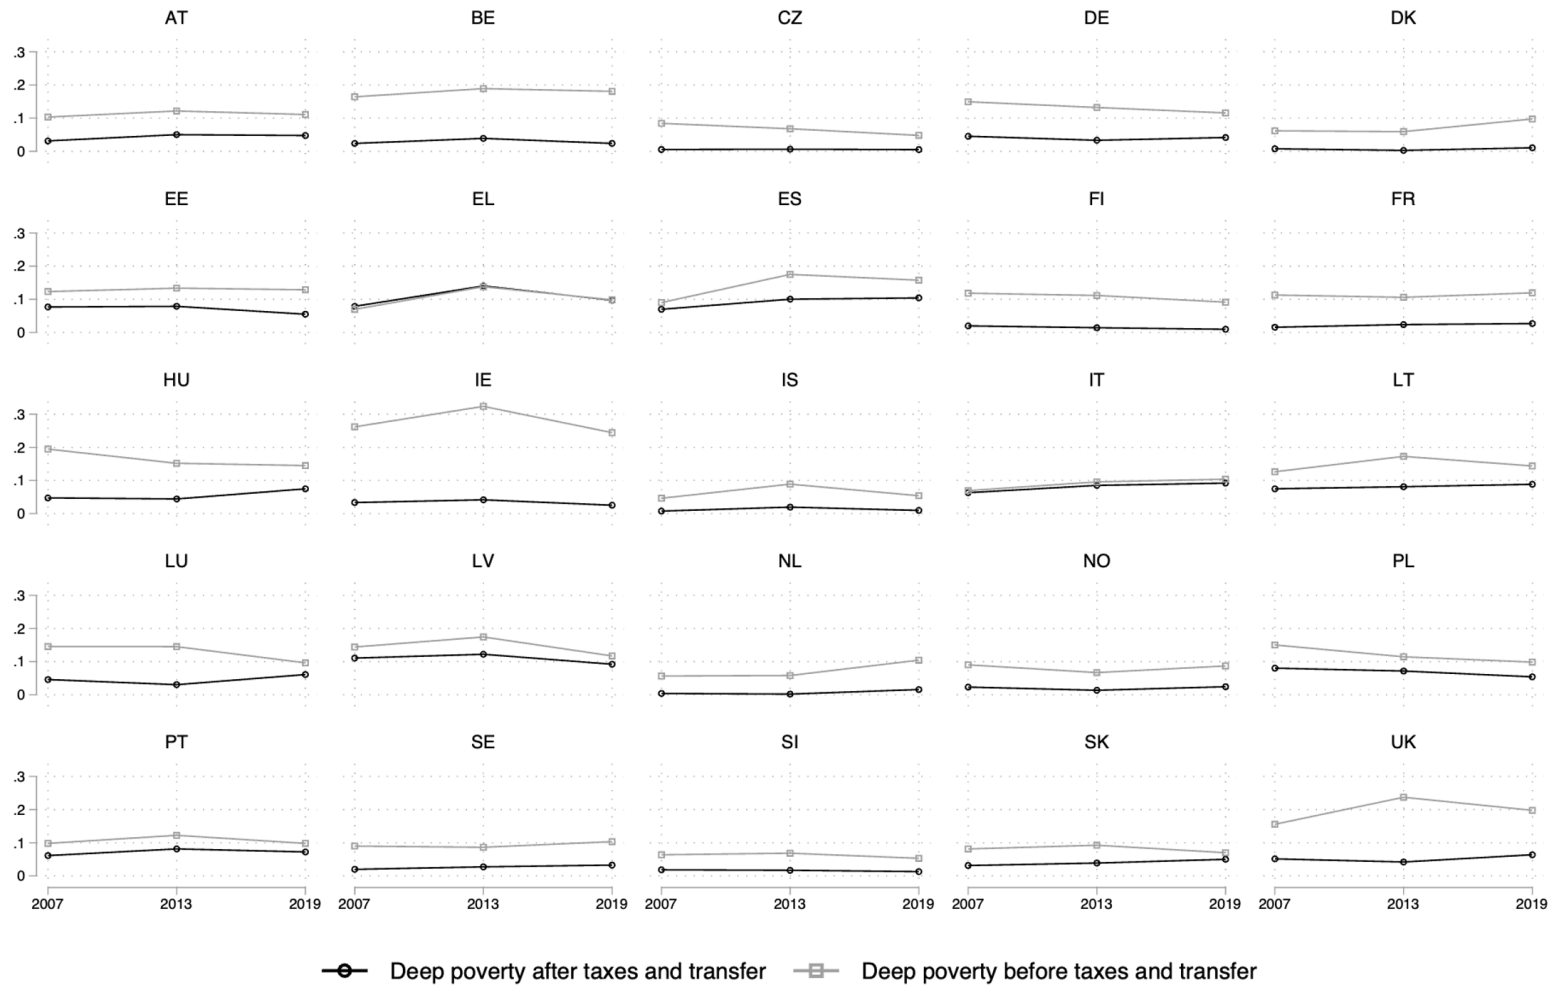 AT BE CZ DE DK
.3
.2
.1
0
EE EL ES FI FR
.3
.2
.1
0
HU IE IS IT LT
.3
.2
.1
0
LU LV NL NO PL
.3
.2
.1
0
PT SE SI SK UK
.3
.2
.1
0
2007 2013 2019 2007 2013 2019 2007 2013 2019 2007 2013 2019 2007 2013 2019
Deep poverty after taxes and transfer Deep poverty before taxes and transfer